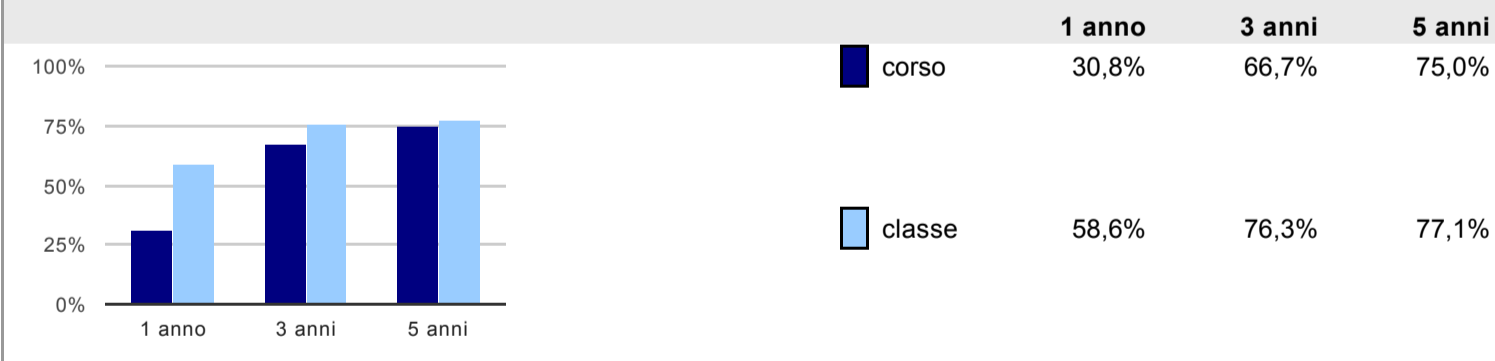 1 anno 3 anni 5 anni
100%
75%
50%
25%
0%
1 anno 3 anni 5 anni
corso 30,8% 66,7% 75,0%
classe 58,6% 76,3% 77,1%